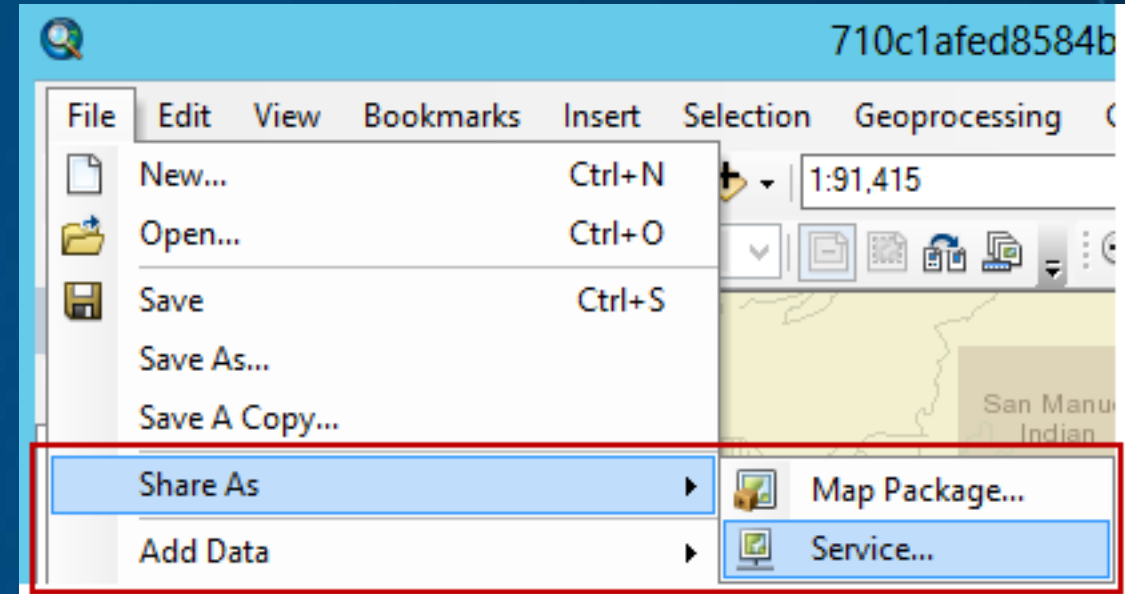 710c1afed8584b
File Edit View Bookmarks Insert Selection Geoprocessing
New... Ctrl+N
1:91,415
Open... Ctrl+O
Save Ctrl+S
Save As...
Save A Copy...
San Manu
Indian
Share As
Map Package...
Add Data
Service...